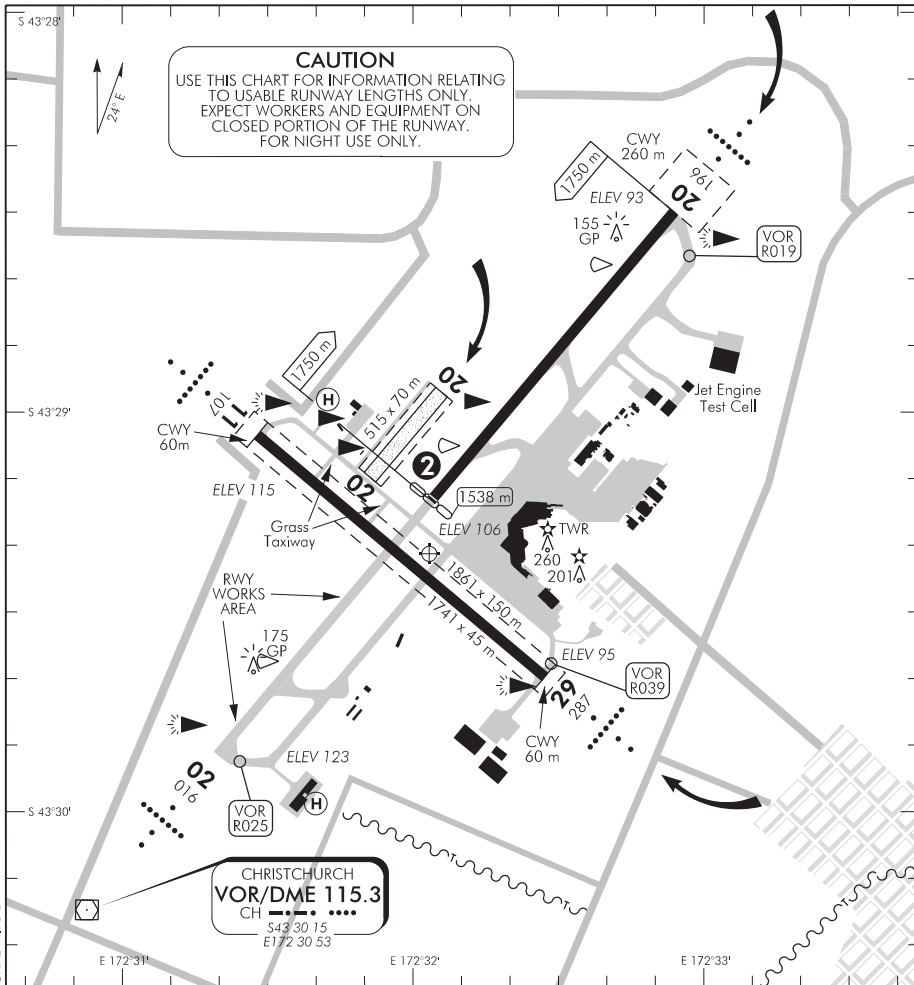 S 43°28'
CAUTION
USE THIS CHART FOR INFORMATION RELATING
TO USABLE RUNWAY LENGTHS ONLY.
EXPECT WORKERS AND EQUIPMENT ON
CLOSED PORTION OF THE RUNWAY.
FOR NIGHT USE ONLY.
24° E
CWY
260 m
196
20
1750 m
ELEV 93
155
GP
VOR
R019
20
1750 m
H
515 x 70 m
Jet Engine
Test Cell
S 43°29'
107
11
CWY
60m
2
02
1538 m
ELEV 115
Grass
Taxiway
ELEV 106
TWR
260
201
1861 x 150 m
1741 x 45 m
RWY
WORKS
AREA
175
GP
ELEV 95
VOR
R039
29
287
CWY
60 m
ELEV 123
02
016
H
VOR
R025
S 43°30'
T
T
T
CHRISTCHURCH
VOR/DME 115.3
CH
S43 30 15
E172 30 53
E 172°31'
E 172°32'
E 172°33'